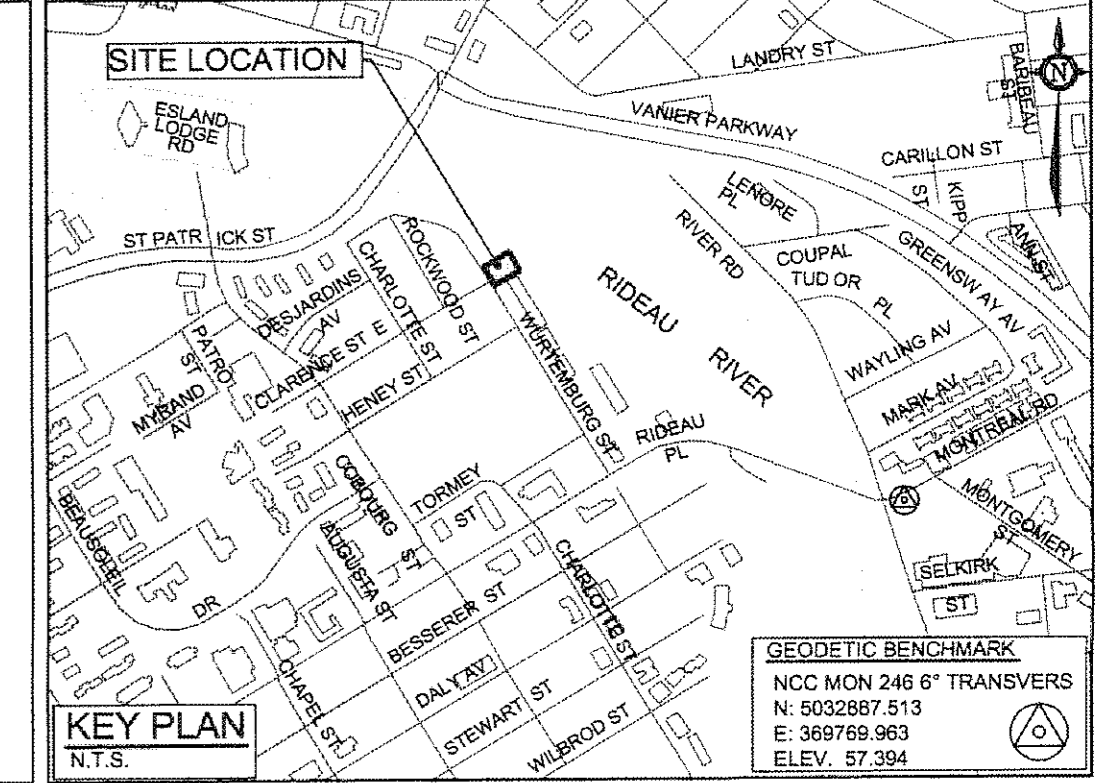 SITE LOCATION
LANDRY ST
BARIBEAU
ST
N
ESLAND
LODGE
RD
VANIER PARKWAY
CARILLON ST
KIPP
ST
LENORE
PL
ST PATR ICK ST
ROCKWOOD ST
CHARLOTTE ST
RIVER RD
COUPAL
TUD OR
PL
GREENSW AY AV
ANN ST
DESJARDINS
AV
RIDEAU
RIVER
CLARENCE ST E
PATRO
ST
WURTEMBURG ST
WAYLING AV
MYRAND
AV
HENEY ST
MARK AV
MONTREAL RD
RIDEAU
PL
COBOURG ST
TORMEY
ST
BEAUSOLEIL
DR
AUGUSTA ST
MONTGOMERY
ST
CHARLOTTE ST
SELKIRK
ST
BESSERER ST
CHAPEL ST
DALY AV
STEWART ST
WILBROD ST
KEY PLAN
N.T.S.
GEODETIC BENCHMARK
NCC MON 246 6° TRANSVERS
N: 5032887.513
E: 369769.963
ELEV. 57.394